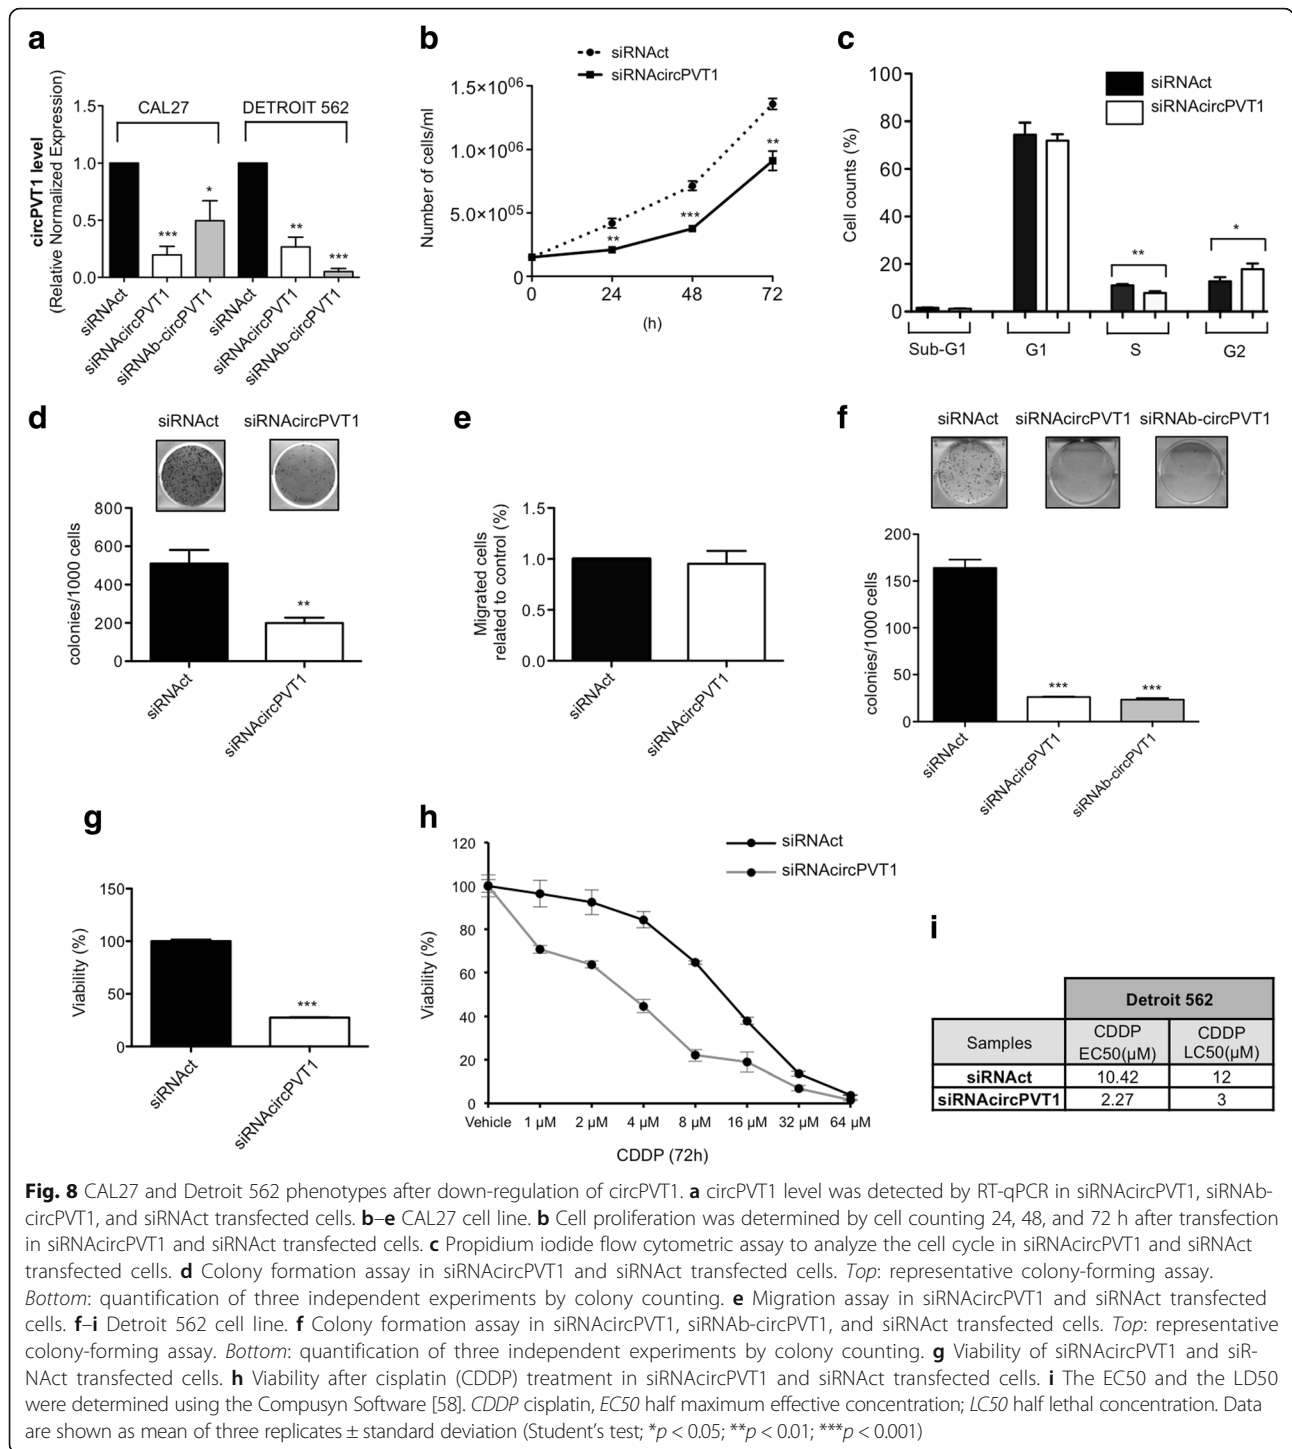 a
CAL27 DETROIT 562
circPVT1 level
(Relative Normalized Expression)
1.5
1.0
0.5
0.0
*** * ** ***
siRNAct
siRNAcircPVT1
siRNAb-circPVT1
siRNAct
siRNAcircPVT1
siRNAb-circPVT1
b
siRNAct
siRNAcircPVT1
Number of cells/ml
1.5×10⁰⁶
1.0×10⁰⁶
5.0×10⁰⁵
0
** *** **
0 24 48 72
(h)
c
siRNAct
siRNAcircPVT1
Cell counts (%)
100
80
60
40
20
0
** *
Sub-G1 G1 S G2
d
siRNAct siRNAcircPVT1
colonies/1000 cells
800
600
400
200
0
**
siRNAct
siRNAcircPVT1
e
Migrated cells
related to control (%)
1.5
1.0
0.5
0.0
siRNAct
siRNAcircPVT1
f
siRNAct siRNAcircPVT1 siRNAb-circPVT1
colonies/1000 cells
200
150
100
50
0
*** ***
siRNAct
siRNAcircPVT1
siRNAb-circPVT1
g
Viability (%)
150
100
50
0
***
siRNAct
siRNAcircPVT1
h
siRNAct
siRNAcircPVT1
Viability (%)
120
100
80
60
40
20
0
Vehicle 1 µM 2 µM 4 µM 8 µM 16 µM 32 µM 64 µM
CDDP (72h)
i
Detroit 562
Samples CDDP EC50(µM) CDDP LC50(µM)
siRNAct 10.42 12
siRNAcircPVT1 2.27 3
Fig. 8 CAL27 and Detroit 562 phenotypes after down-regulation of circPVT1. a circPVT1 level was detected by RT-qPCR in siRNAcircPVT1, siRNAb-
circPVT1, and siRNAct transfected cells. b–e CAL27 cell line. b Cell proliferation was determined by cell counting 24, 48, and 72 h after transfection
in siRNAcircPVT1 and siRNAct transfected cells. c Propidium iodide flow cytometric assay to analyze the cell cycle in siRNAcircPVT1 and siRNAct
transfected cells. d Colony formation assay in siRNAcircPVT1 and siRNAct transfected cells. Top: representative colony-forming assay.
Bottom: quantification of three independent experiments by colony counting. e Migration assay in siRNAcircPVT1 and siRNAct transfected
cells. f–i Detroit 562 cell line. f Colony formation assay in siRNAcircPVT1, siRNAb-circPVT1, and siRNAct transfected cells. Top: representative
colony-forming assay. Bottom: quantification of three independent experiments by colony counting. g Viability of siRNAcircPVT1 and siR-
NAct transfected cells. h Viability after cisplatin (CDDP) treatment in siRNAcircPVT1 and siRNAct transfected cells. i The EC50 and the LD50
were determined using the Compusyn Software [58]. CDDP cisplatin, EC50 half maximum effective concentration; LC50 half lethal concentration. Data
are shown as mean of three replicates ± standard deviation (Student's test; *p < 0.05; **p < 0.01; ***p < 0.001)